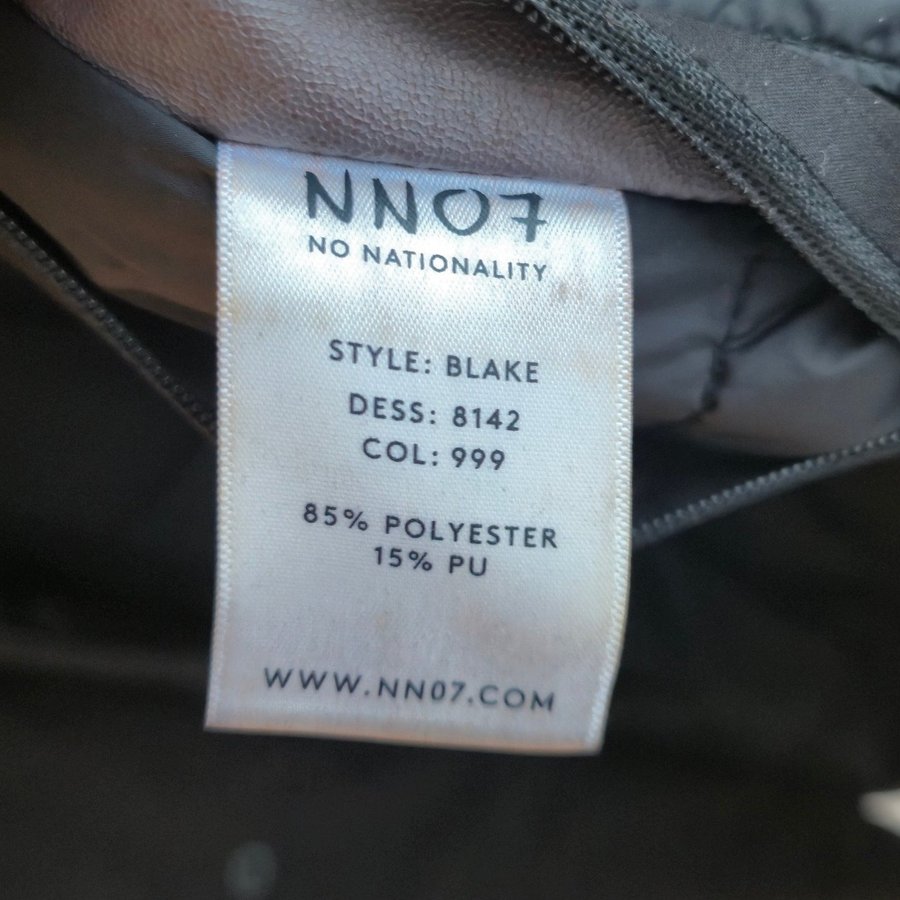 NN07
NO NATIONALITY
STYLE: BLAKE
DESS: 8142
COL: 999
85% POLYESTER
15% PU
WWW.NN07.COM